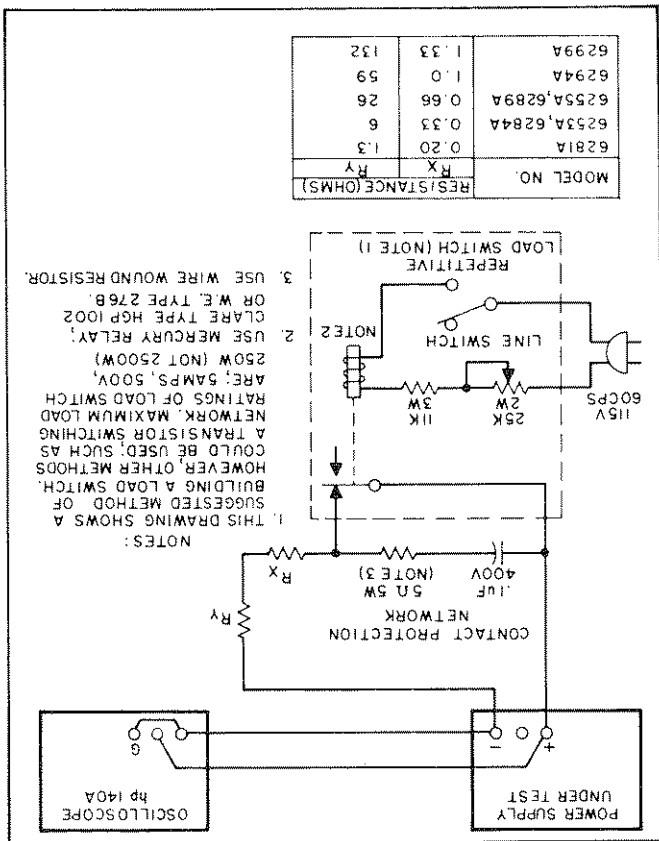 POWER SUPPLY
UNDER TEST
+
-
OSCILLOSCOPE
hp 140A
G
CONTACT PROTECTION
NETWORK
.1uF
400V
5Ω 5W
(NOTE 3)
RX
RY
115V
60CPS
25K
2W
11K
3W
LINE SWITCH
NOTE 2
REPETITIVE
LOAD SWITCH (NOTE 1)
NOTES:
1. THIS DRAWING SHOWS A
SUGGESTED METHOD OF
BUILDING A LOAD SWITCH.
HOWEVER, OTHER METHODS
COULD BE USED; SUCH AS
A TRANSISTOR SWITCHING
NETWORK. MAXIMUM LOAD
RATINGS OF LOAD SWITCH
ARE; 5AMPS, 500V,
250W (NOT 2500W)
2. USE MERCURY RELAY;
CLARE TYPE HGP 1002
OR W.E. TYPE 276B.
3. USE WIRE WOUND RESISTOR.
MODEL NO. RESISTANCE (OHMS)
RX RY
6281A 0.20 1.3
6253A, 6284A 0.33 6
6255A, 6289A 0.66 26
6294A 1.0 59
6299A 1.33 132